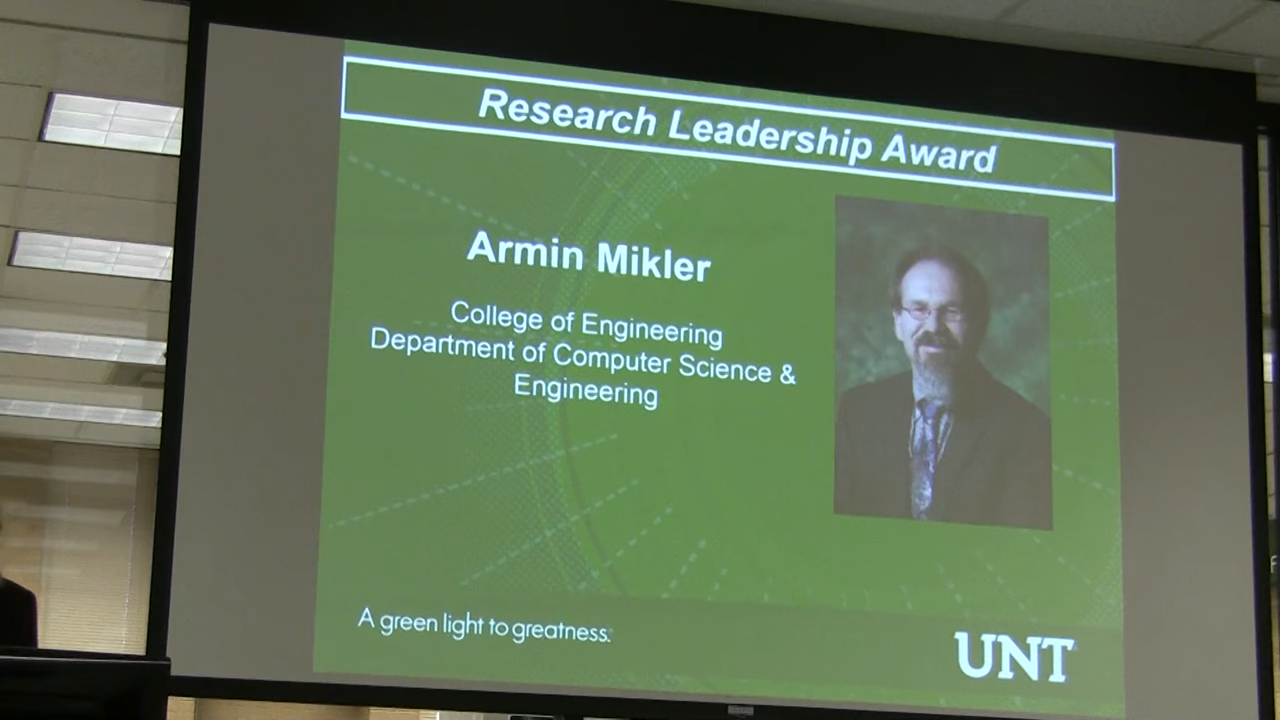 Research Leadership Award
Armin Mikler
College of Engineering
Department of Computer Science &
Engineering
A green light to greatness.
UNT